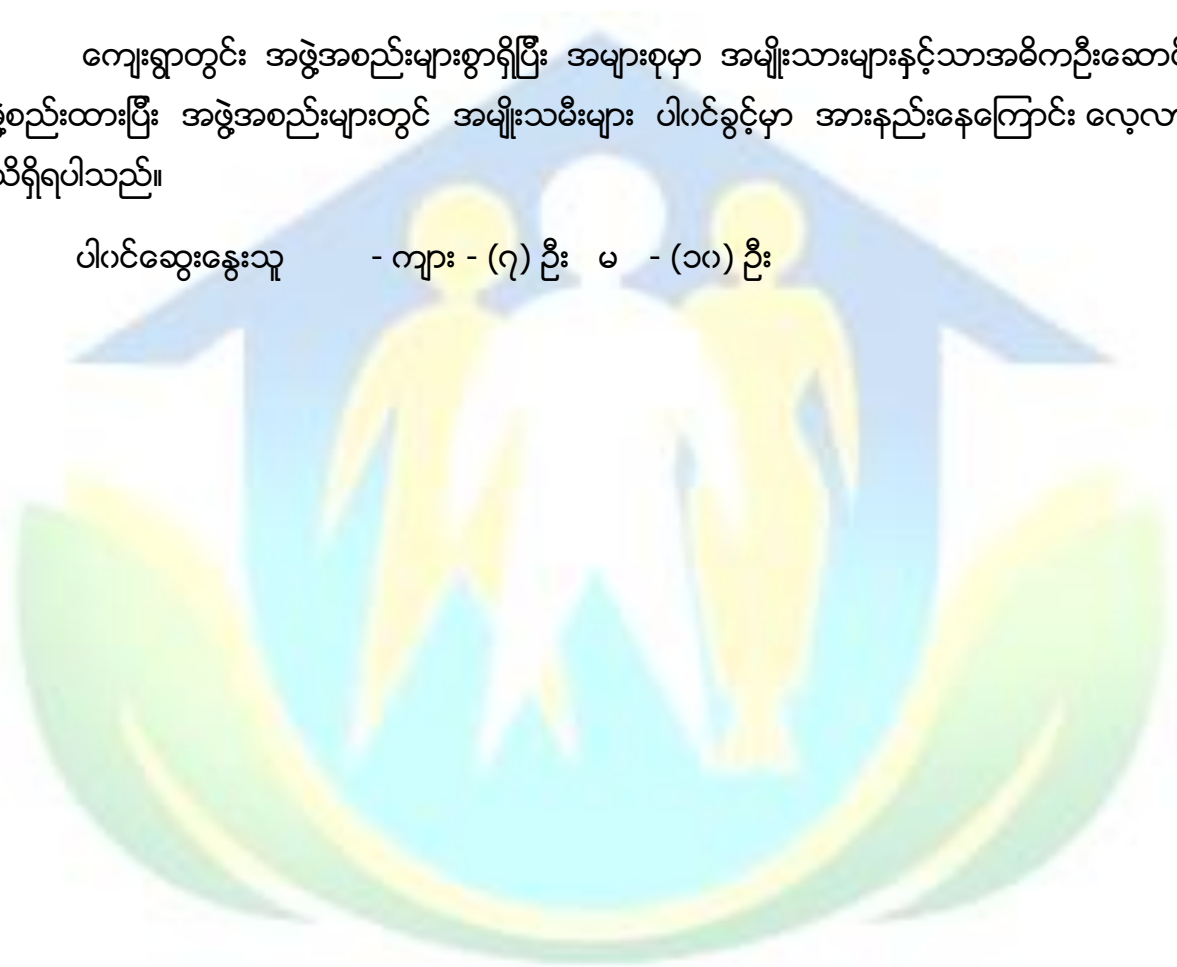 ကျေးရွာတွင်း အဖွဲ့အစည်းများစွာရှိပြီး အများစုမှာ အမျိုးသားများနှင့်သာအဓိကဦးဆောင်
ဖွဲ့စည်းထားပြီး အဖွဲ့အစည်းများတွင် အမျိုးသမီးများ ပါဝင်ခွင့်မှာ အားနည်းနေကြောင်း လေ့လာ
သိရှိရပါသည်။
ပါဝင်ဆွေးနွေးသူ - ကျား - (၇) ဦး မ - (၁၀) ဦး